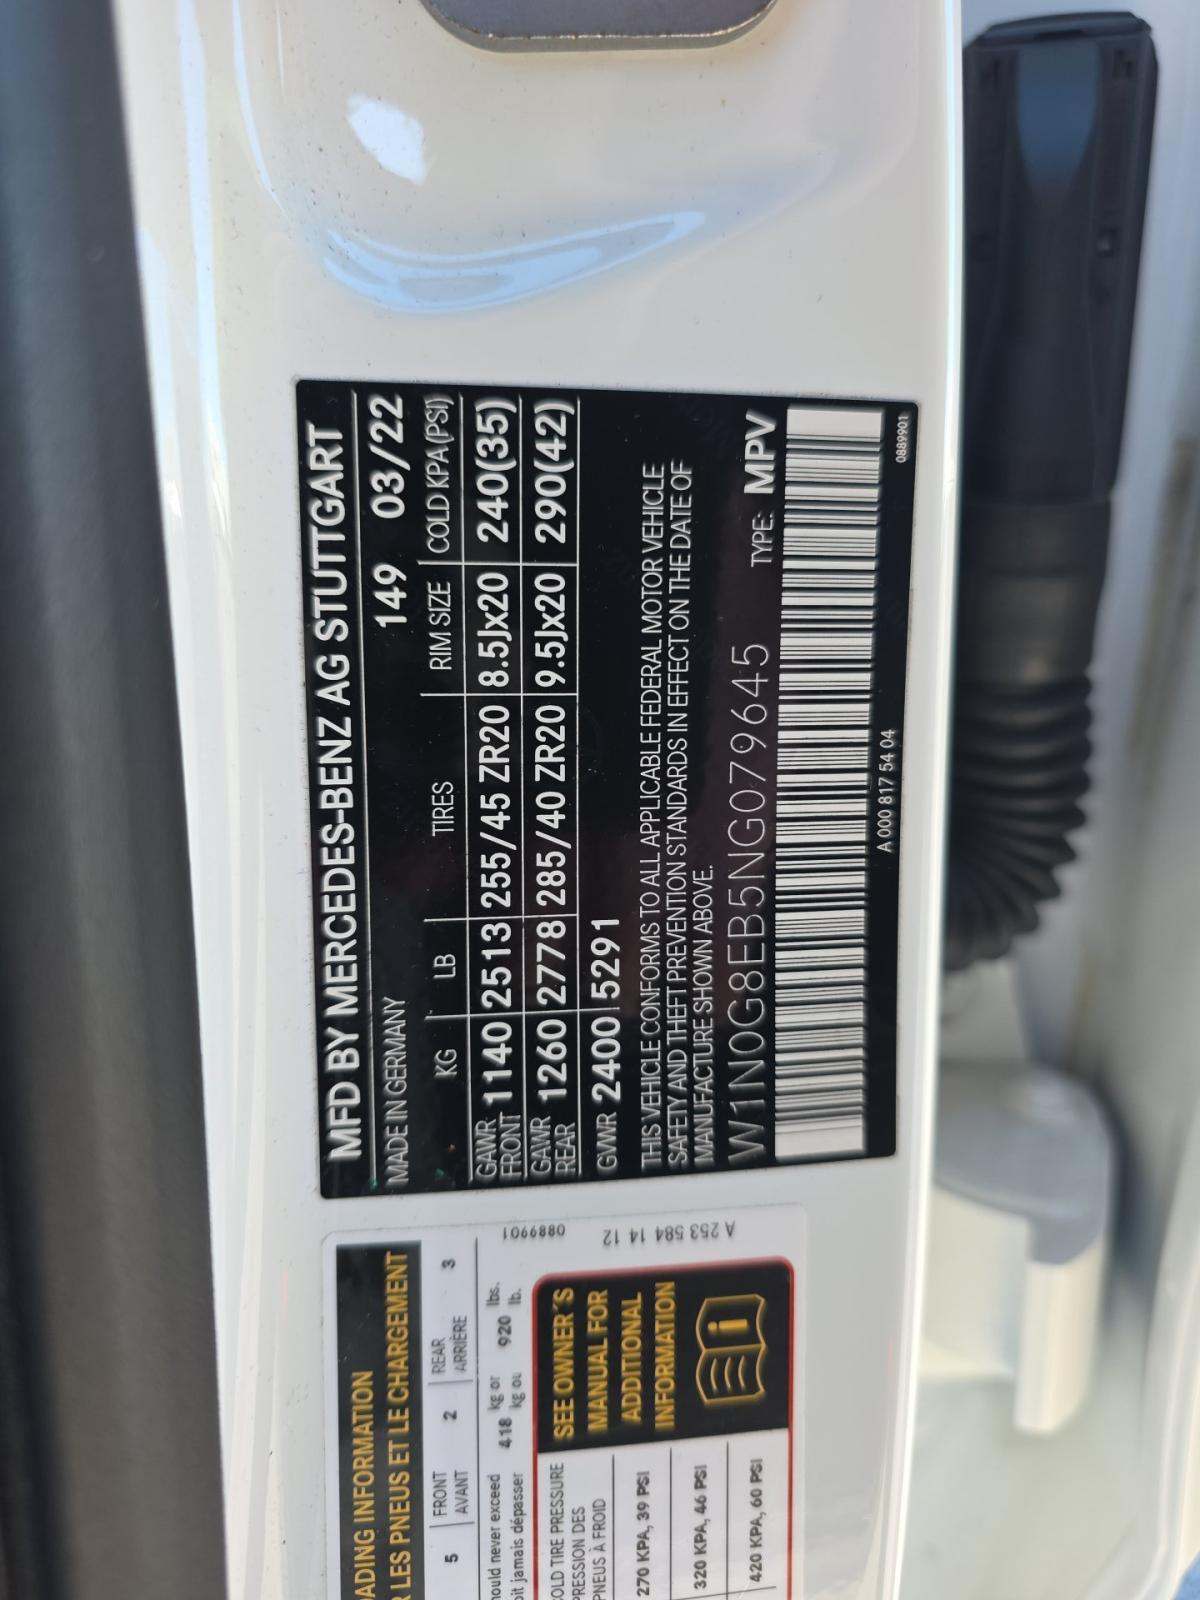 MFD BY MERCEDES-BENZ AG STUTTGART
MADE IN GERMANY 149 03/22
KG LB TIRES RIM SIZE COLD KPA(PSI)
GAWR FRONT 1140 2513 255/45 ZR20 8.5Jx20 240(35)
GAWR REAR 1260 2778 285/40 ZR20 9.5Jx20 290(42)
GVWR 2400 5291
THIS VEHICLE CONFORMS TO ALL APPLICABLE FEDERAL MOTOR VEHICLE
SAFETY AND THEFT PREVENTION STANDARDS IN EFFECT ON THE DATE OF
MANUFACTURE SHOWN ABOVE.
W1N0G8EB5NG079645 TYPE: MPV
A 000 817 54 04 0889901
ADING INFORMATION
LES PNEUS ET LE CHARGEMENT
5 FRONT 2 REAR 3
AVANT ARRIÈRE
never exceed 418 kg or 920 lbs.
jamais dépasser kg ou lb.
TIRE PRESSURE
DES
PNEUS À FROID
270 KPA, 39 PSI
320 KPA, 46 PSI
420 KPA, 60 PSI
SEE OWNER'S
MANUAL FOR
ADDITIONAL
INFORMATION
i
0889901
A 253 584 14 12